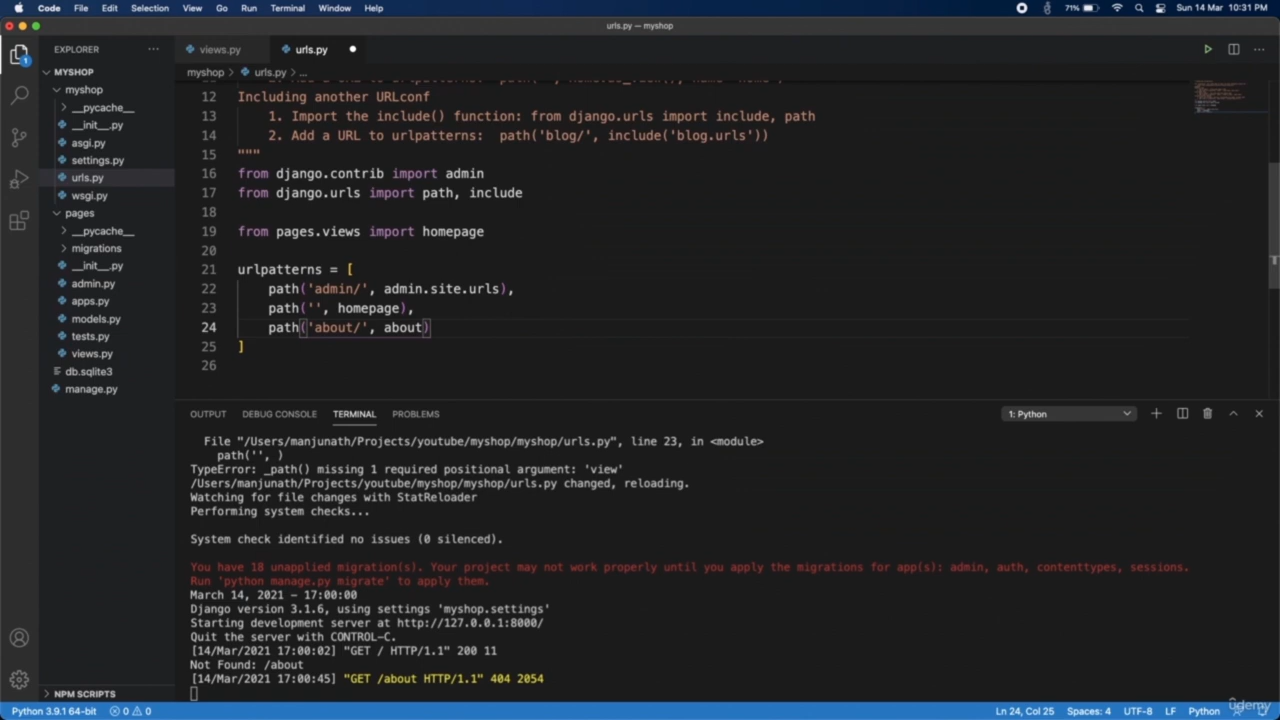 Code File Edit Selection View Go Run Terminal Window Help 71% Sun 14 Mar 10:31 PM
urls.py — myshop
EXPLORER ... views.py urls.py
MYSHOP
myshop
__pycache__
__init__.py
asgi.py
settings.py
urls.py
wsgi.py
pages
__pycache__
migrations
__init__.py
admin.py
apps.py
models.py
tests.py
views.py
db.sqlite3
manage.py
NPM SCRIPTS
myshop > urls.py > ...
12 Including another URLconf
13 1. Import the include() function: from django.urls import include, path
14 2. Add a URL to urlpatterns: path('blog/', include('blog.urls'))
15 """
16 from django.contrib import admin
17 from django.urls import path, include
18
19 from pages.views import homepage
20
21 urlpatterns = [
22 path('admin/', admin.site.urls),
23 path('', homepage),
24 path('about/', about)
25 ]
26
OUTPUT DEBUG CONSOLE TERMINAL PROBLEMS 1: Python
File "/Users/manjunath/Projects/youtube/myshop/myshop/urls.py", line 23, in <module>
path('', )
TypeError: _path() missing 1 required positional argument: 'view'
/Users/manjunath/Projects/youtube/myshop/myshop/urls.py changed, reloading.
Watching for file changes with StatReloader
Performing system checks...
System check identified no issues (0 silenced).
You have 18 unapplied migration(s). Your project may not work properly until you apply the migrations for app(s): admin, auth, contenttypes, sessions.
Run 'python manage.py migrate' to apply them.
March 14, 2021 - 17:00:00
Django version 3.1.6, using settings 'myshop.settings'
Starting development server at http://127.0.0.1:8000/
Quit the server with CONTROL-C.
[14/Mar/2021 17:00:02] "GET / HTTP/1.1" 200 11
Not Found: /about
[14/Mar/2021 17:00:45] "GET /about HTTP/1.1" 404 2054
Python 3.9.1 64-bit 0 0 Ln 24, Col 25 Spaces: 4 UTF-8 LF Python
udemy
1